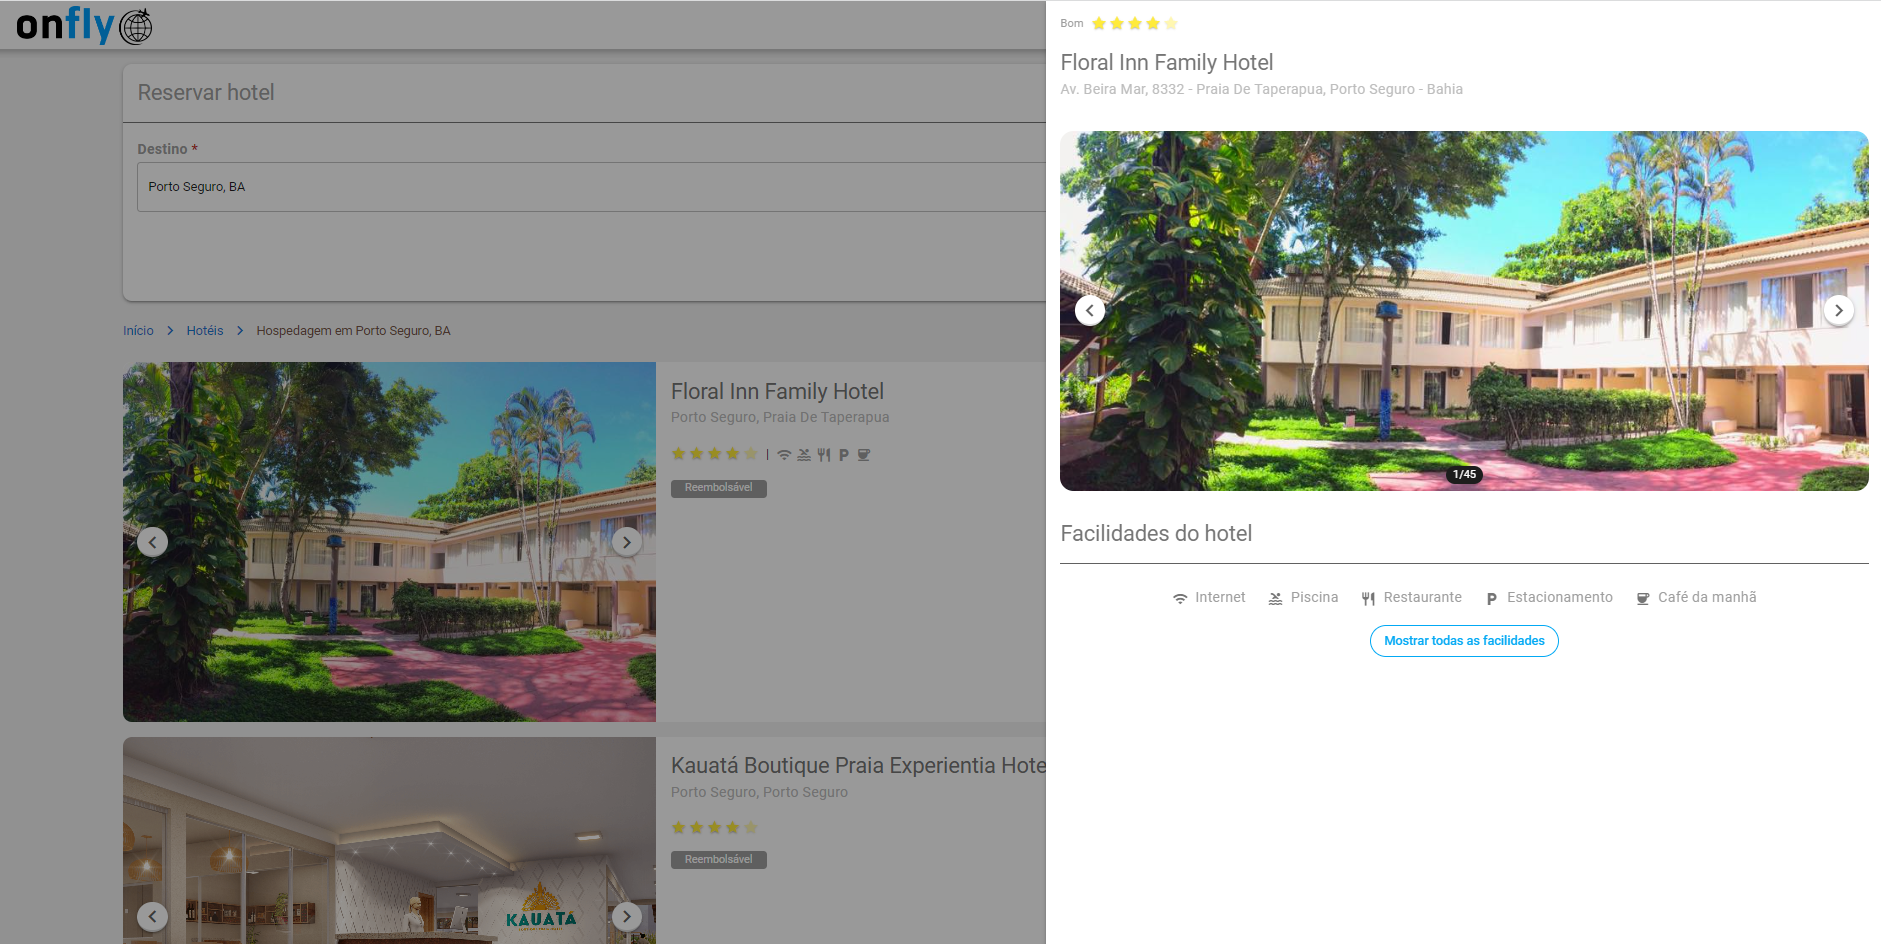 onfly
Reservar hotel
Destino *
Porto Seguro, BA
Início > Hotéis > Hospedagem em Porto Seguro, BA
Floral Inn Family Hotel
Porto Seguro, Praia De Taperapua
Reembolsável
Kauatá Boutique Praia Experientia Hote
Porto Seguro, Porto Seguro
Reembolsável
KAUATÁ
Bom
Floral Inn Family Hotel
Av. Beira Mar, 8332 - Praia De Taperapua, Porto Seguro - Bahia
1/45
Facilidades do hotel
Internet Piscina Restaurante P Estacionamento Café da manhã
Mostrar todas as facilidades